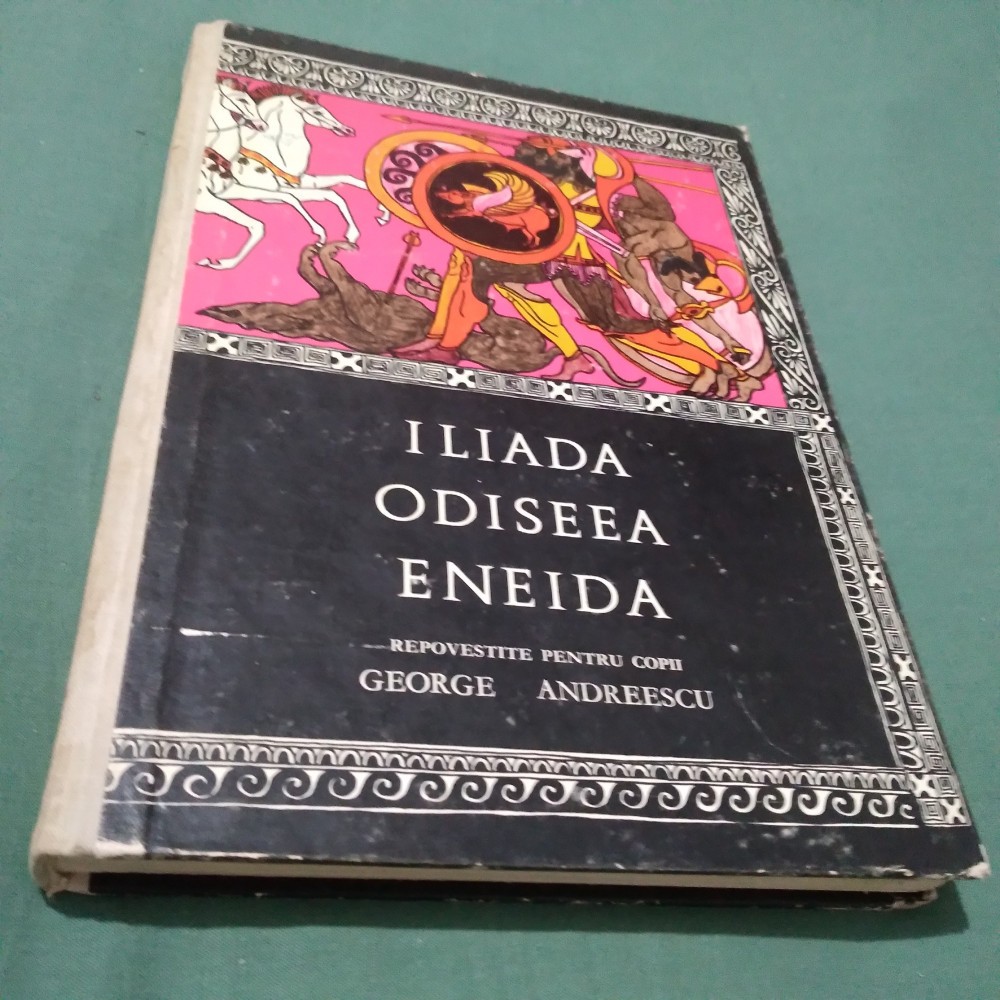 ILIADA
ODISEEA
ENEIDA
REPOVESTITE PENTRU COPII
GEORGE ANDREESCU